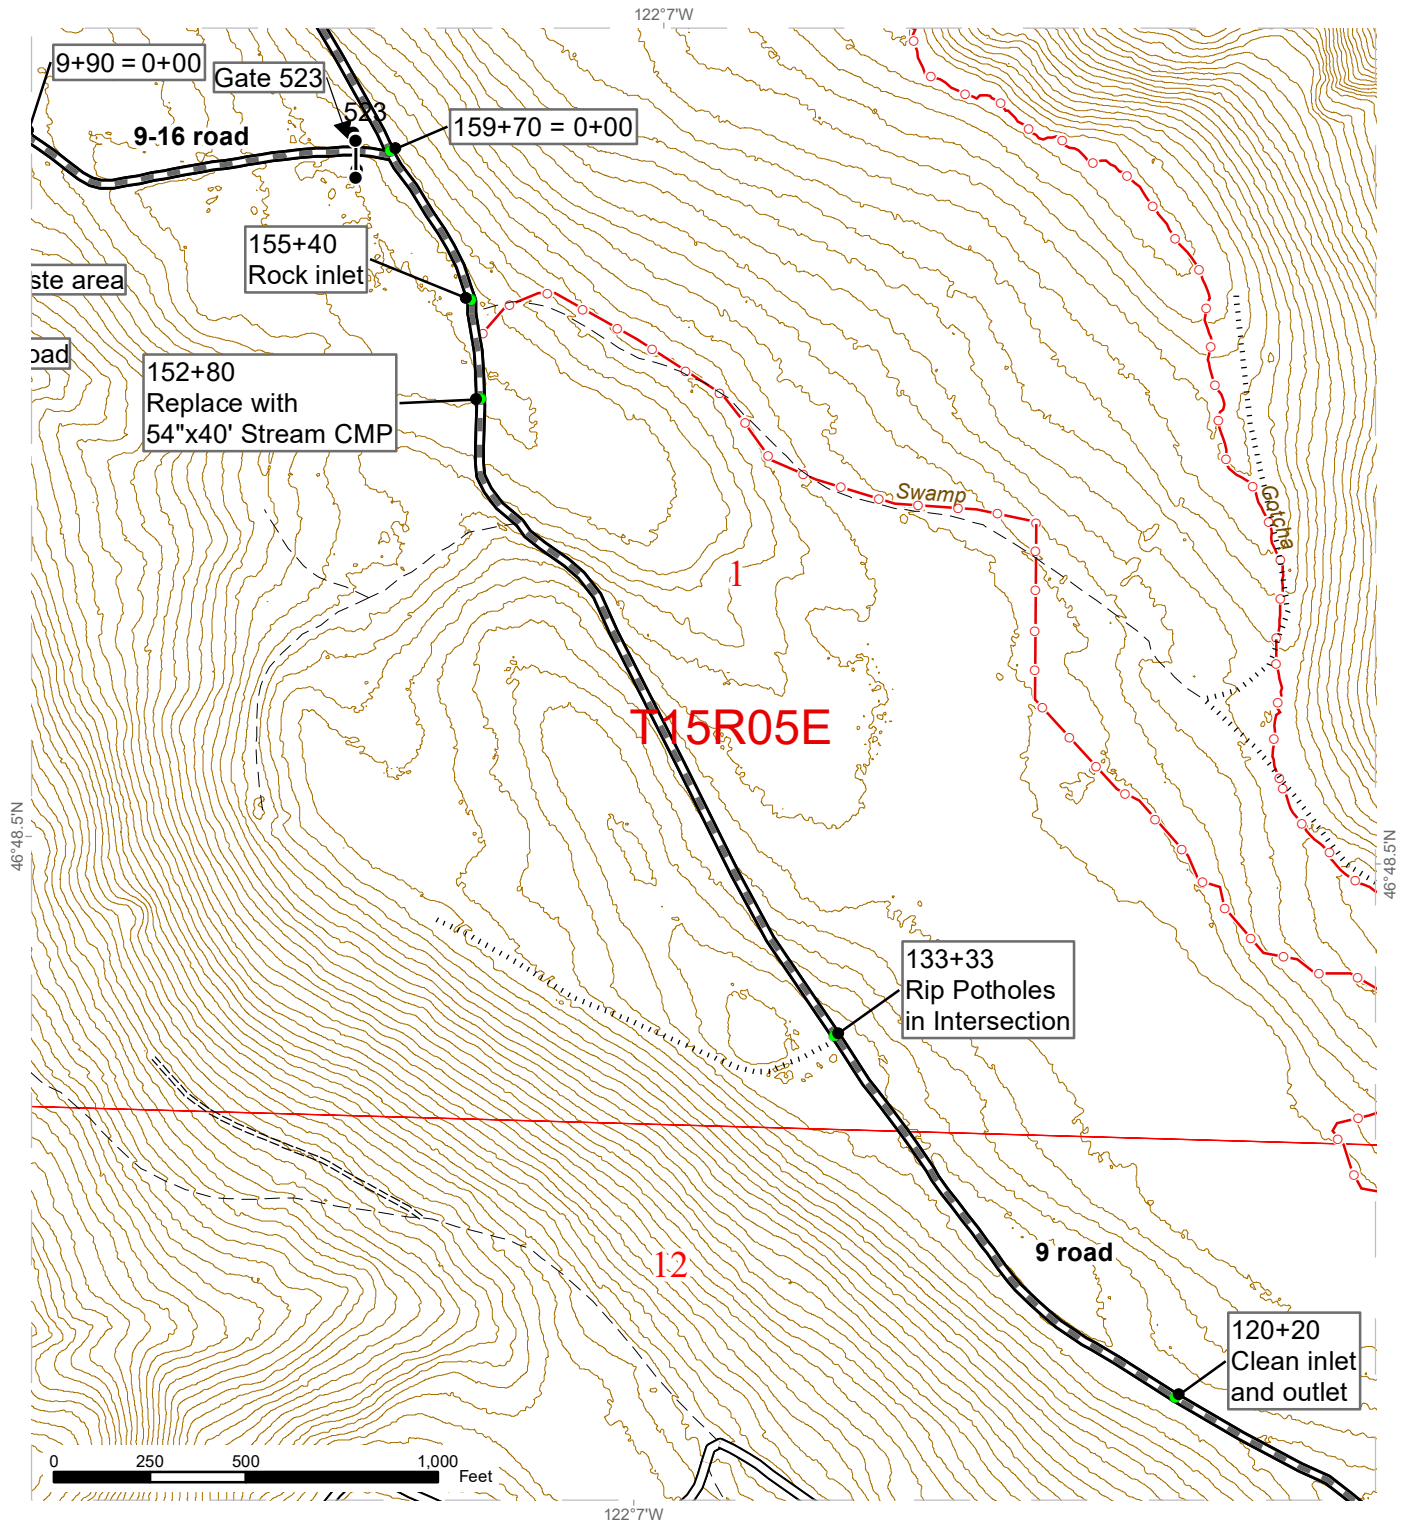 122°7'W
9+90 = 0+00
Gate 523
523
9-16 road
159+70 = 0+00
155+40
Rock inlet
ste area
oad
152+80
Replace with
54"x40' Stream CMP
Swamp
Gotcha
1
T15R05E
46°48.5'N
46°48.5'N
133+33
Rip Potholes
in Intersection
12
9 road
120+20
Clean inlet
and outlet
0 250 500 1,000
Feet
122°7'W